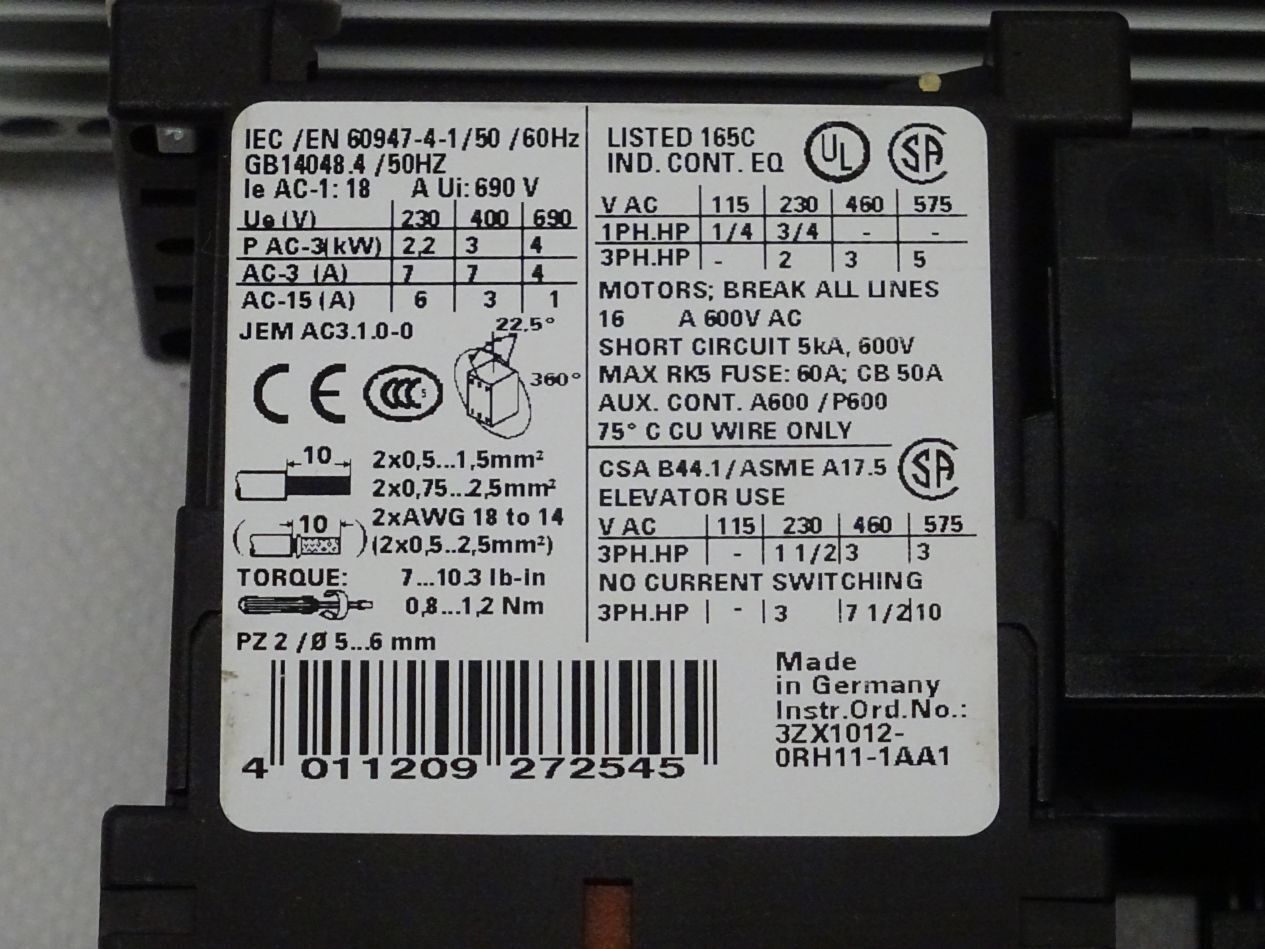 IEC /EN 60947-4-1/50 /60Hz
GB14048.4 /50HZ
Ie AC-1: 18 A Ui: 690 V
Ue (V) 230 400 690
P AC-3(kW) 2,2 3 4
AC-3 (A) 7 7 4
AC-15 (A) 6 3 1
JEM AC3.1.0-0
22.5°
360°
CE CCC S
10 2x0,5...1,5mm²
2x0,75...2,5mm²
(10) 2xAWG 18 to 14
(2x0,5..2,5mm²)
TORQUE: 7...10.3 lb-in
0,8...1,2 Nm
PZ 2 /Ø 5...6 mm
LISTED 165C
IND. CONT. EQ
UL SA
V AC 115 230 460 575
1PH.HP 1/4 3/4 - -
3PH.HP - 2 3 5
MOTORS; BREAK ALL LINES
16 A 600V AC
SHORT CIRCUIT 5kA, 600V
MAX RK5 FUSE: 60A; CB 50A
AUX. CONT. A600 /P600
75° C CU WIRE ONLY
CSA B44.1/ASME A17.5
SA
ELEVATOR USE
V AC 115 230 460 575
3PH.HP - 1 1/2 3 3
NO CURRENT SWITCHING
3PH.HP - 3 7 1/2 10
4 011209 272545
Made
in Germany
Instr.Ord.No.:
3ZX1012-
0RH11-1AA1